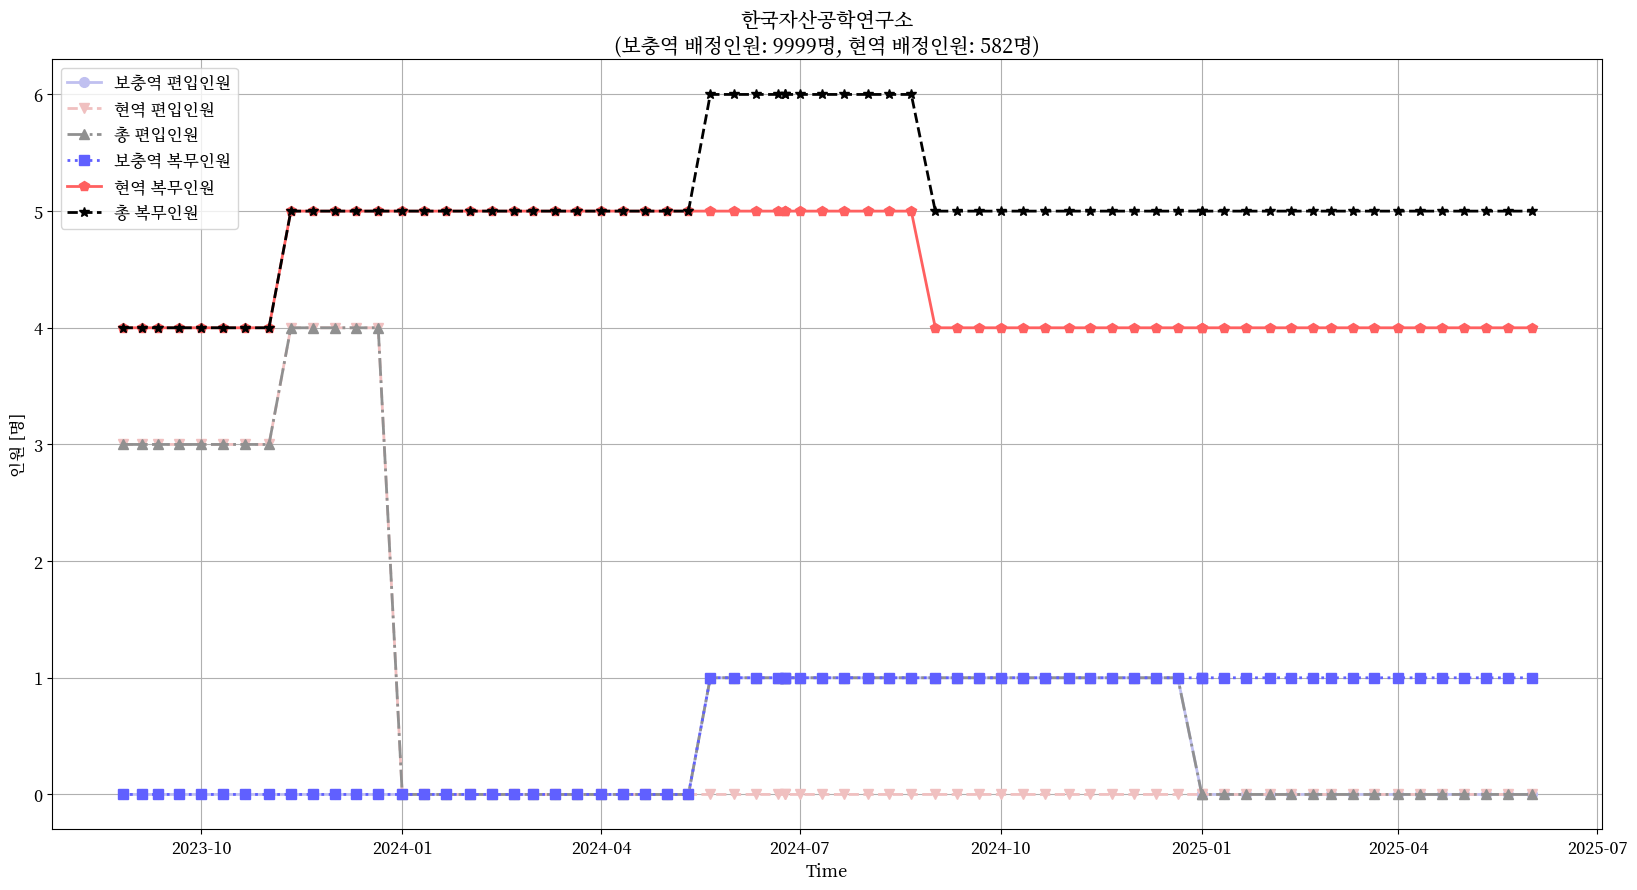 한국자산공학연구소
(보충역 배정인원: 9999명, 현역 배정인원: 582명)
보충역 편입인원
현역 편입인원
총 편입인원
보충역 복무인원
현역 복무인원
총 복무인원
인원 [명]
6
5
4
3
2
1
0
2023-10
2024-01
2024-04
2024-07
2024-10
2025-01
2025-04
2025-07
Time